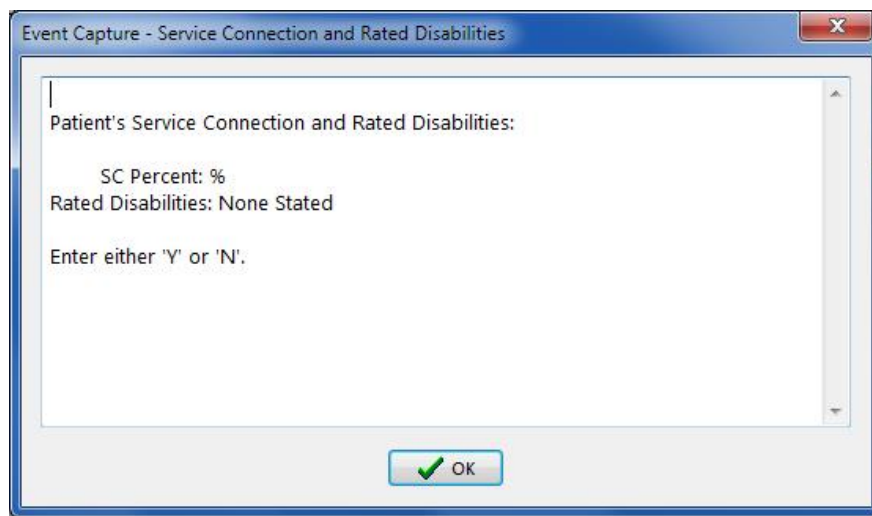 Event Capture - Service Connection and Rated Disabilities
Patient's Service Connection and Rated Disabilities:
SC Percent: %
Rated Disabilities: None Stated
Enter either 'Y' or 'N'.
OK